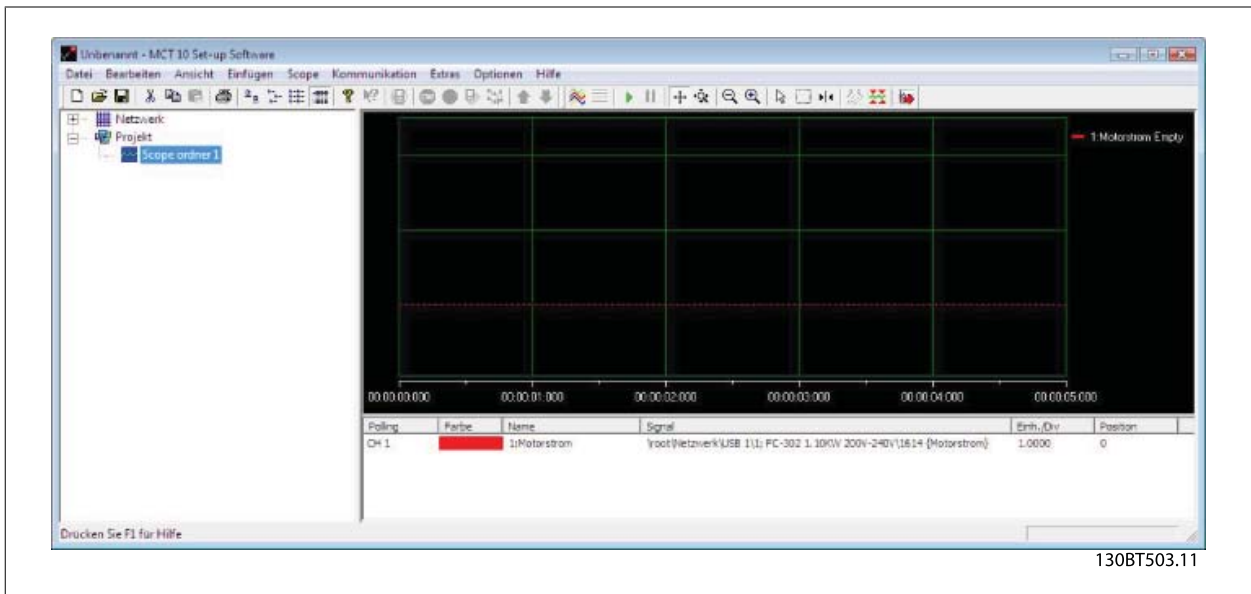 Unbenannt - MCT 10 Set-up Software
Datei Bearbeiten Ansicht Einfügen Scope Kommunikation Extras Optionen Hilfe
Netzwerk
Projekt
Scope ordner 1
1:Motorstrom Empty
00:00:00:000 00:00:01:000 00:00:02:000 00:00:03:000 00:00:04:000 00:00:05:000
Polling Farbe Name Signal Einh./Div Position
CH 1 1:Motorstrom \root\Netzwerk\USB 1\1; FC-302 1.10KW 200V-240V\1614 {Motorstrom} 1.0000 0
Drücken Sie F1 für Hilfe
130BT503.11